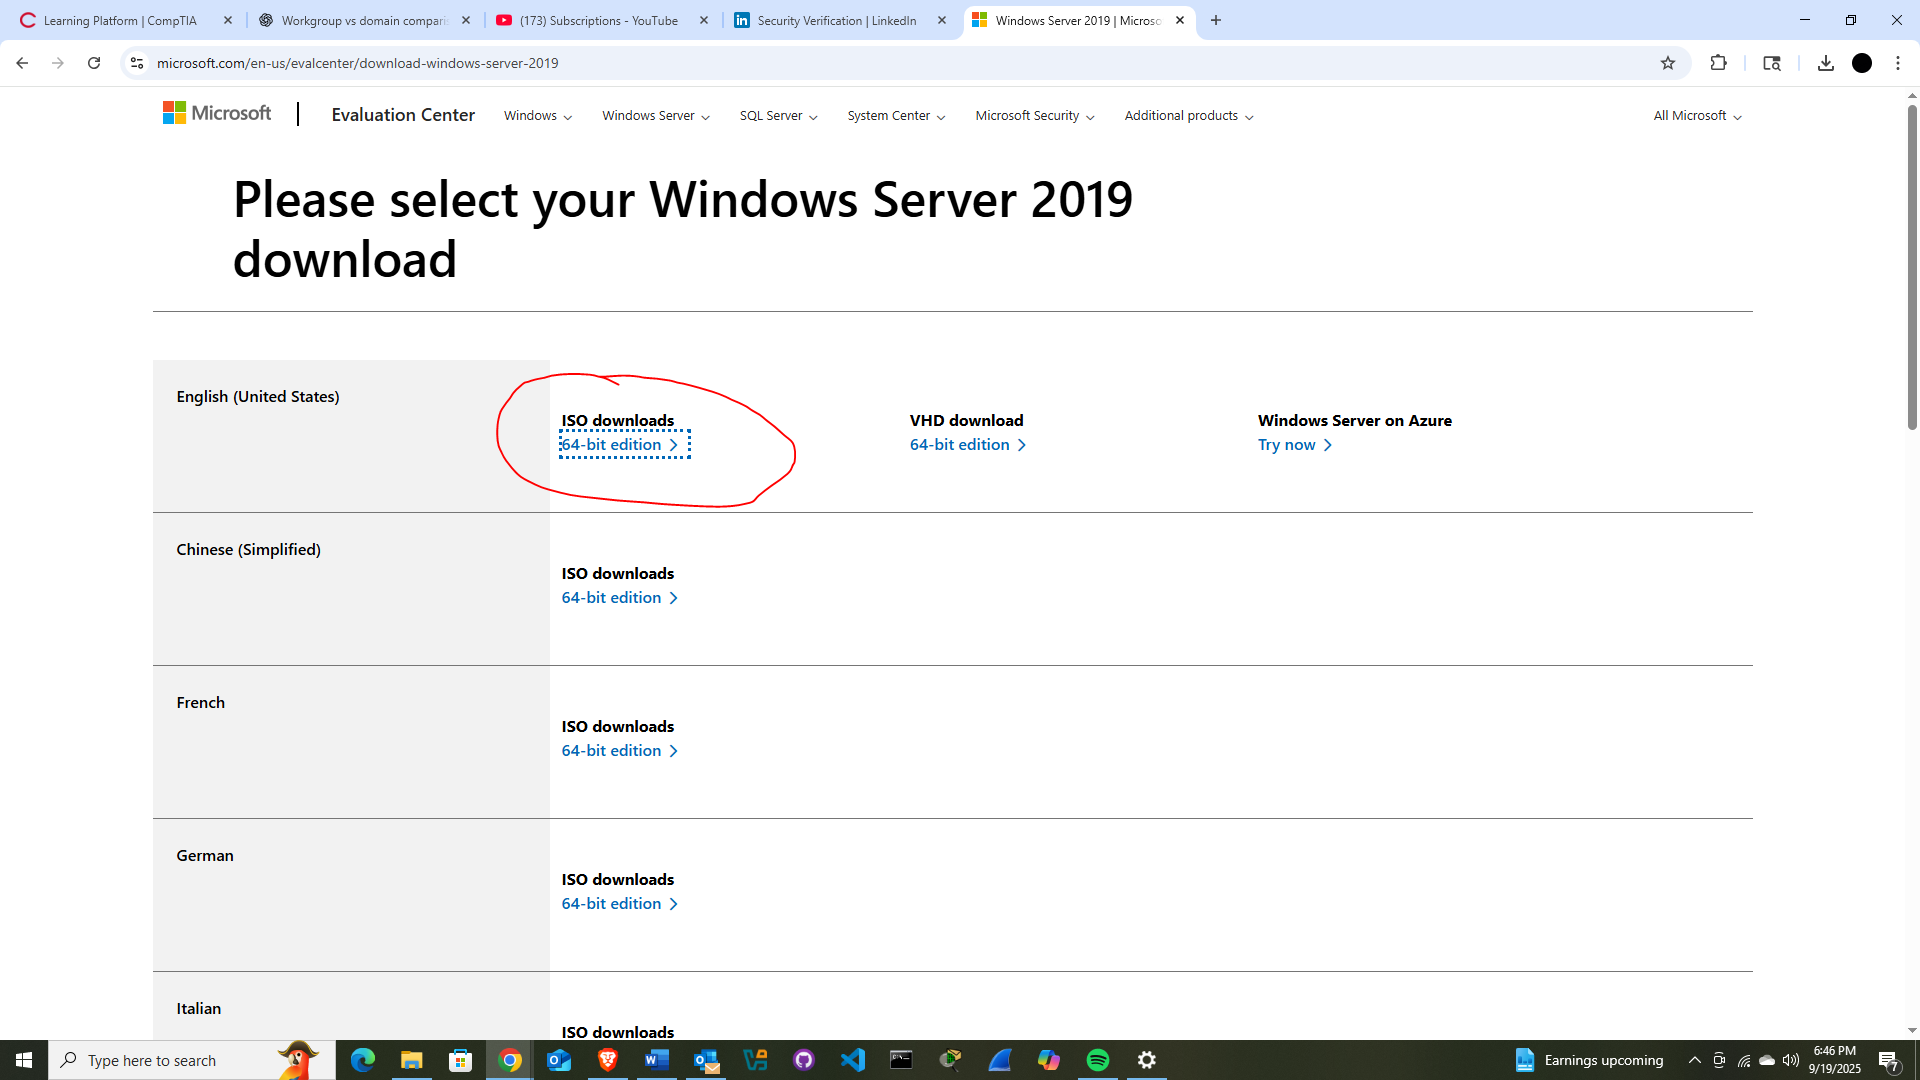 Learning Platform | CompTIA
Workgroup vs domain comparis
(173) Subscriptions - YouTube
Security Verification | LinkedIn
Windows Server 2019 | Microso
microsoft.com/en-us/evalcenter/download-windows-server-2019
Microsoft
Evaluation Center
Windows
Windows Server
SQL Server
System Center
Microsoft Security
Additional products
All Microsoft
Please select your Windows Server 2019
download
English (United States)
ISO downloads
64-bit edition
VHD download
64-bit edition
Windows Server on Azure
Try now
Chinese (Simplified)
ISO downloads
64-bit edition
French
ISO downloads
64-bit edition
German
ISO downloads
64-bit edition
Italian
ISO downloads
Type here to search
Earnings upcoming
6:46 PM
9/19/2025
7